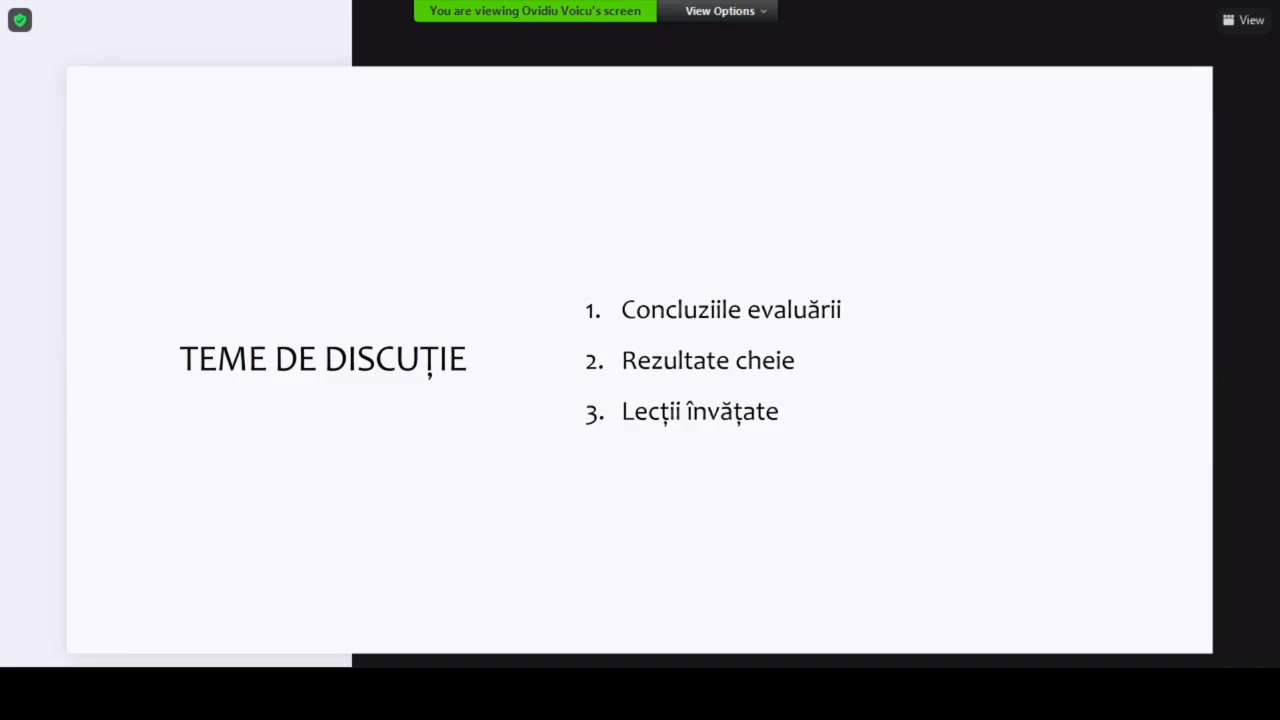 You are viewing Ovidiu Voicu's screen
View Options
View
TEME DE DISCUȚIE
1. Concluziile evaluării
2. Rezultate cheie
3. Lecții învățate